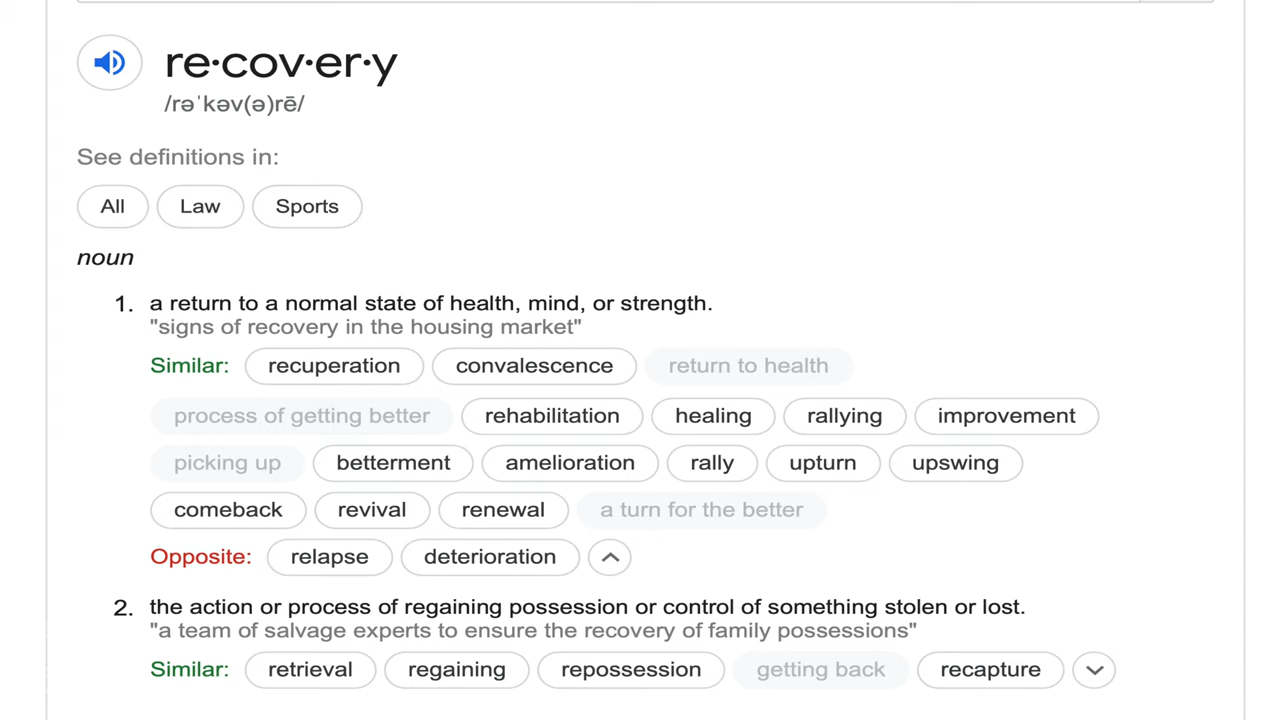 re·cov·er·y
/rəˈkəv(ə)rē/
See definitions in:
All Law Sports
noun
1. a return to a normal state of health, mind, or strength.
"signs of recovery in the housing market"
Similar: recuperation convalescence return to health
process of getting better rehabilitation healing rallying improvement
picking up betterment amelioration rally upturn upswing
comeback revival renewal a turn for the better
Opposite: relapse deterioration
2. the action or process of regaining possession or control of something stolen or lost.
"a team of salvage experts to ensure the recovery of family possessions"
Similar: retrieval regaining repossession getting back recapture